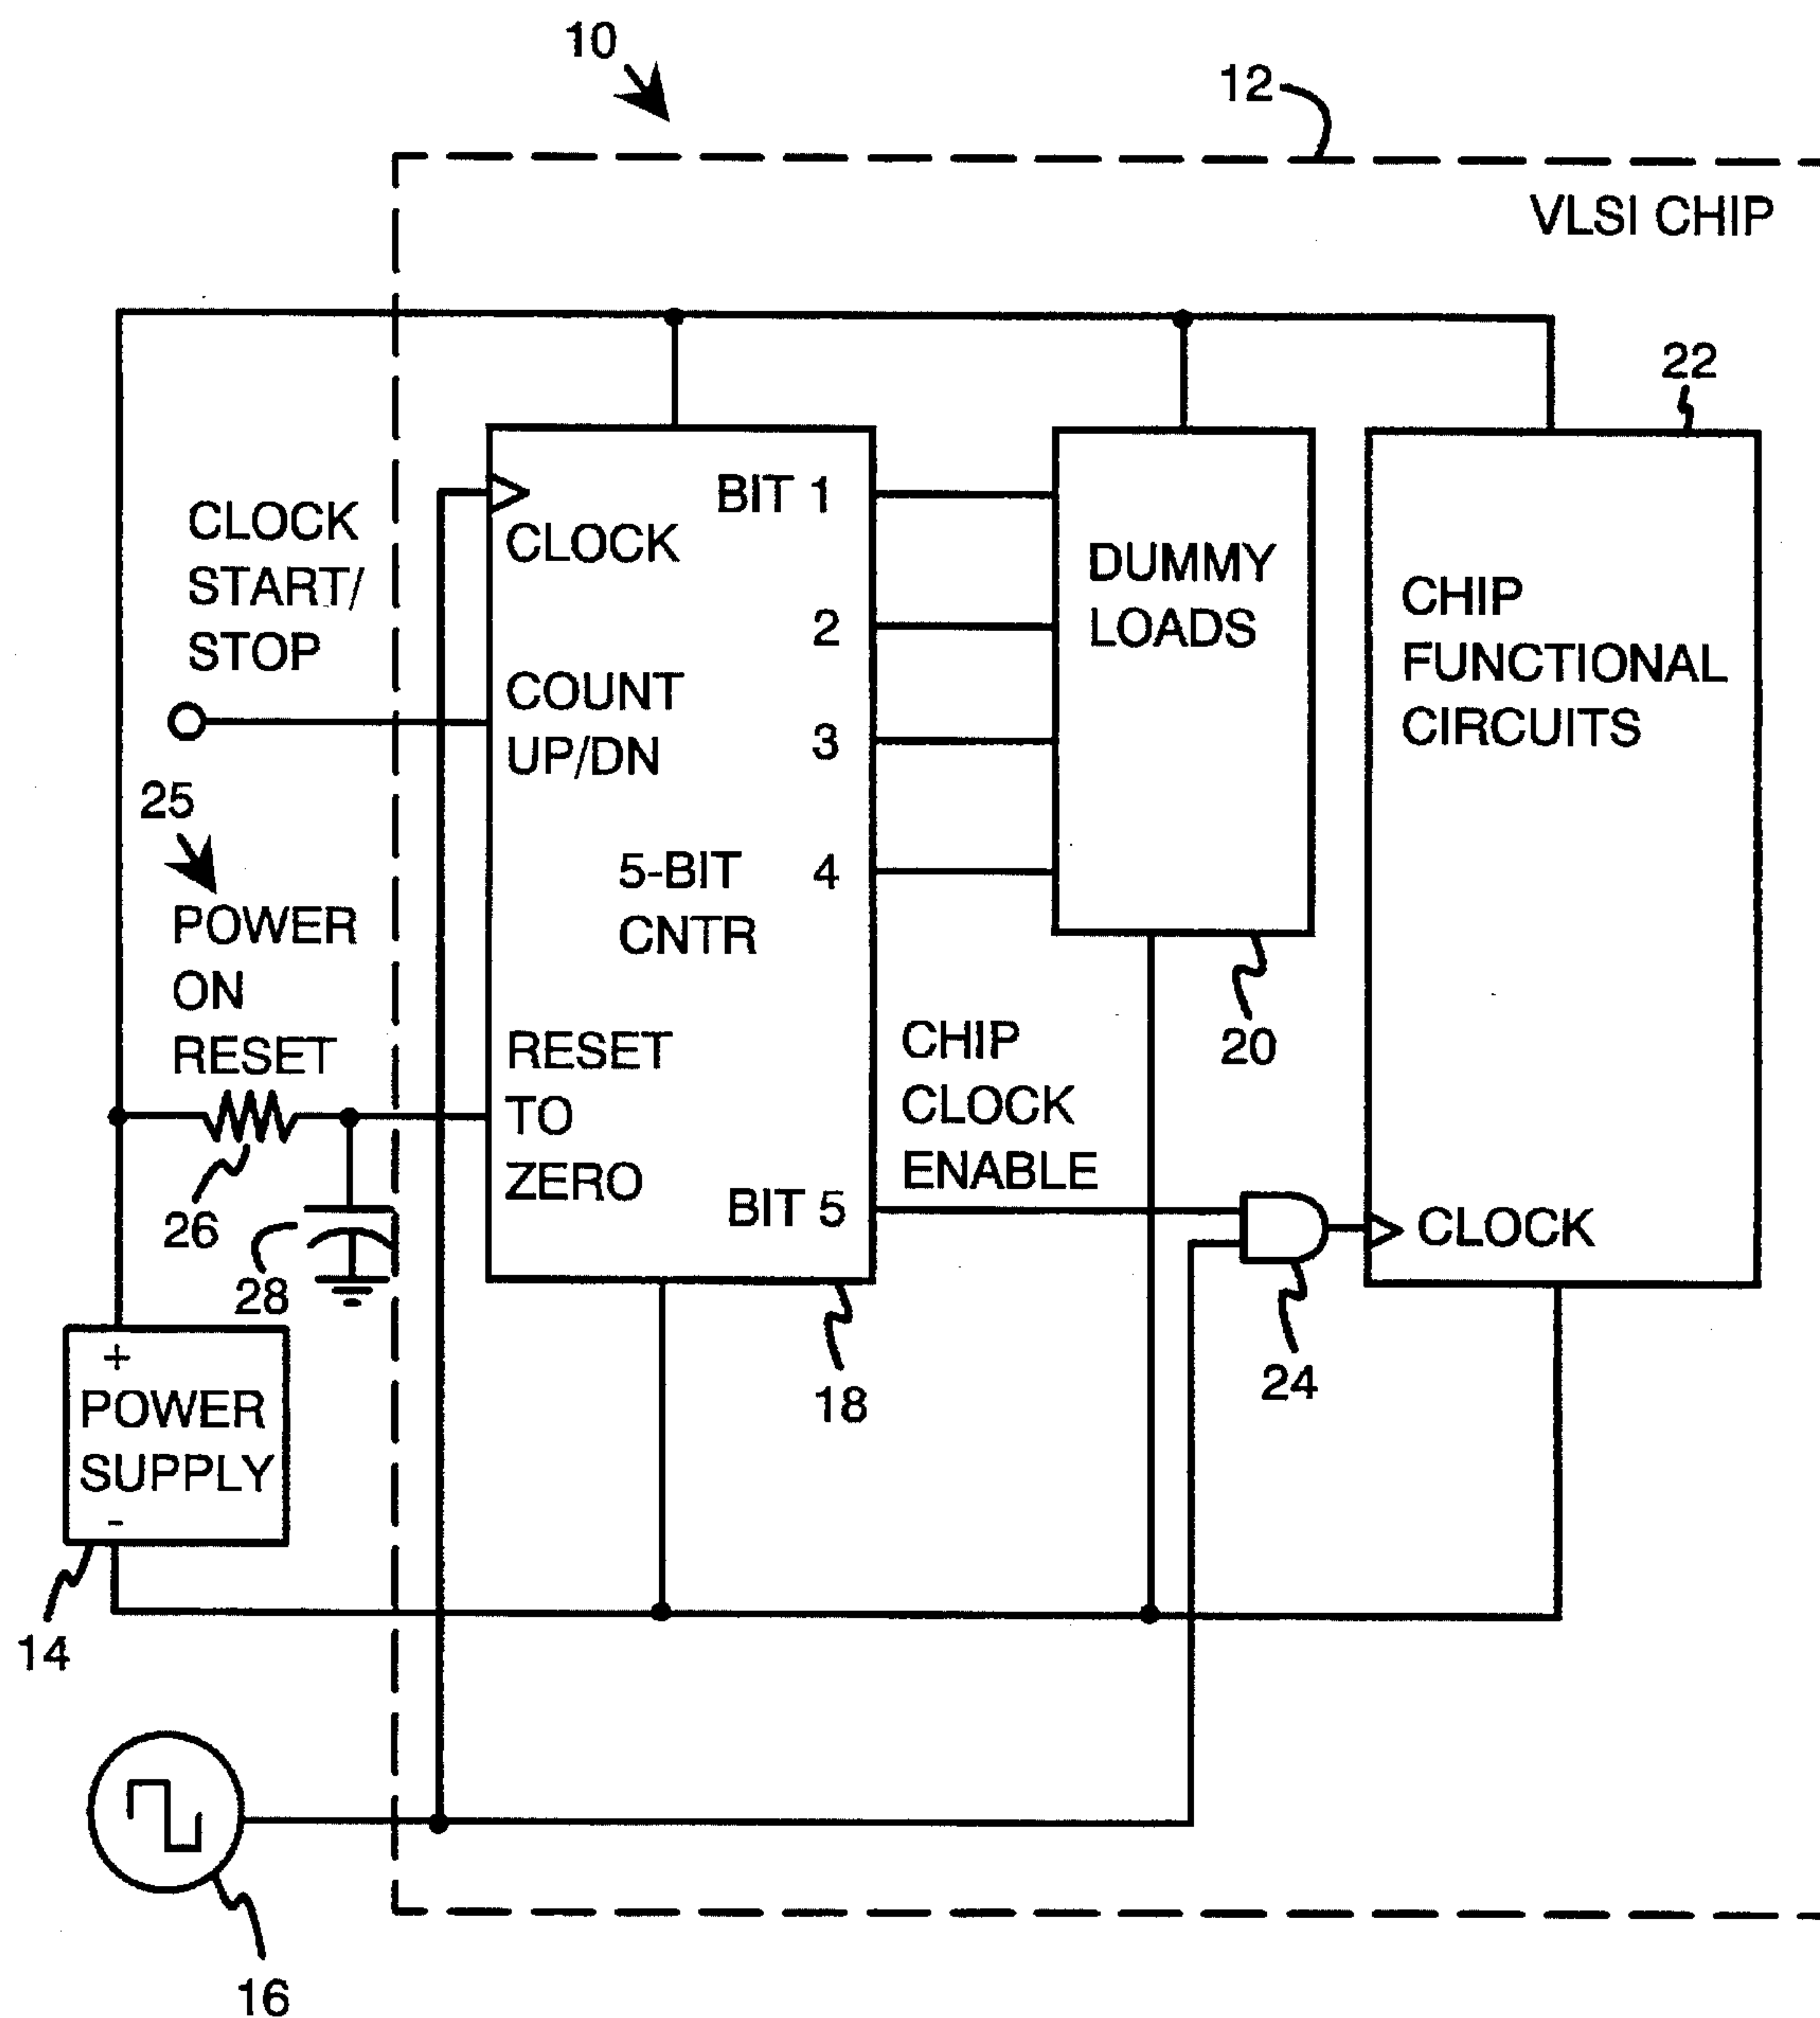 10
12
VLSI CHIP
22
CLOCK
START/
STOP
25
POWER
ON
RESET
26
28
CLOCK
COUNT
UP/DN
5-BIT
CNTR
RESET
TO
ZERO
BIT 1
2
3
4
BIT 5
18
DUMMY
LOADS
20
CHIP
CLOCK
ENABLE
24
CHIP
FUNCTIONAL
CIRCUITS
CLOCK
+
POWER
SUPPLY
-
14
16